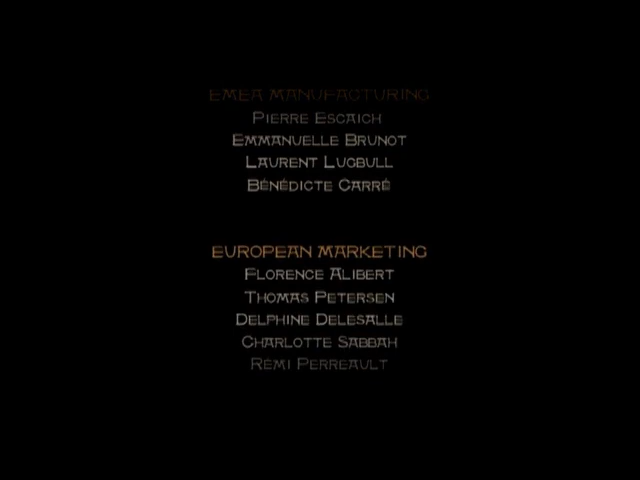 EMEA MANUFACTURING
PIERRE ESCAICH
EMMANUELLE BRUNOT
LAURENT LUGBULL
BÉNÉDICTE CARRÉ
EUROPEAN MARKETING
FLORENCE ALIBERT
THOMAS PETERSEN
DELPHINE DELESALLE
CHARLOTTE SABBAH
RÉMI PERREAULT